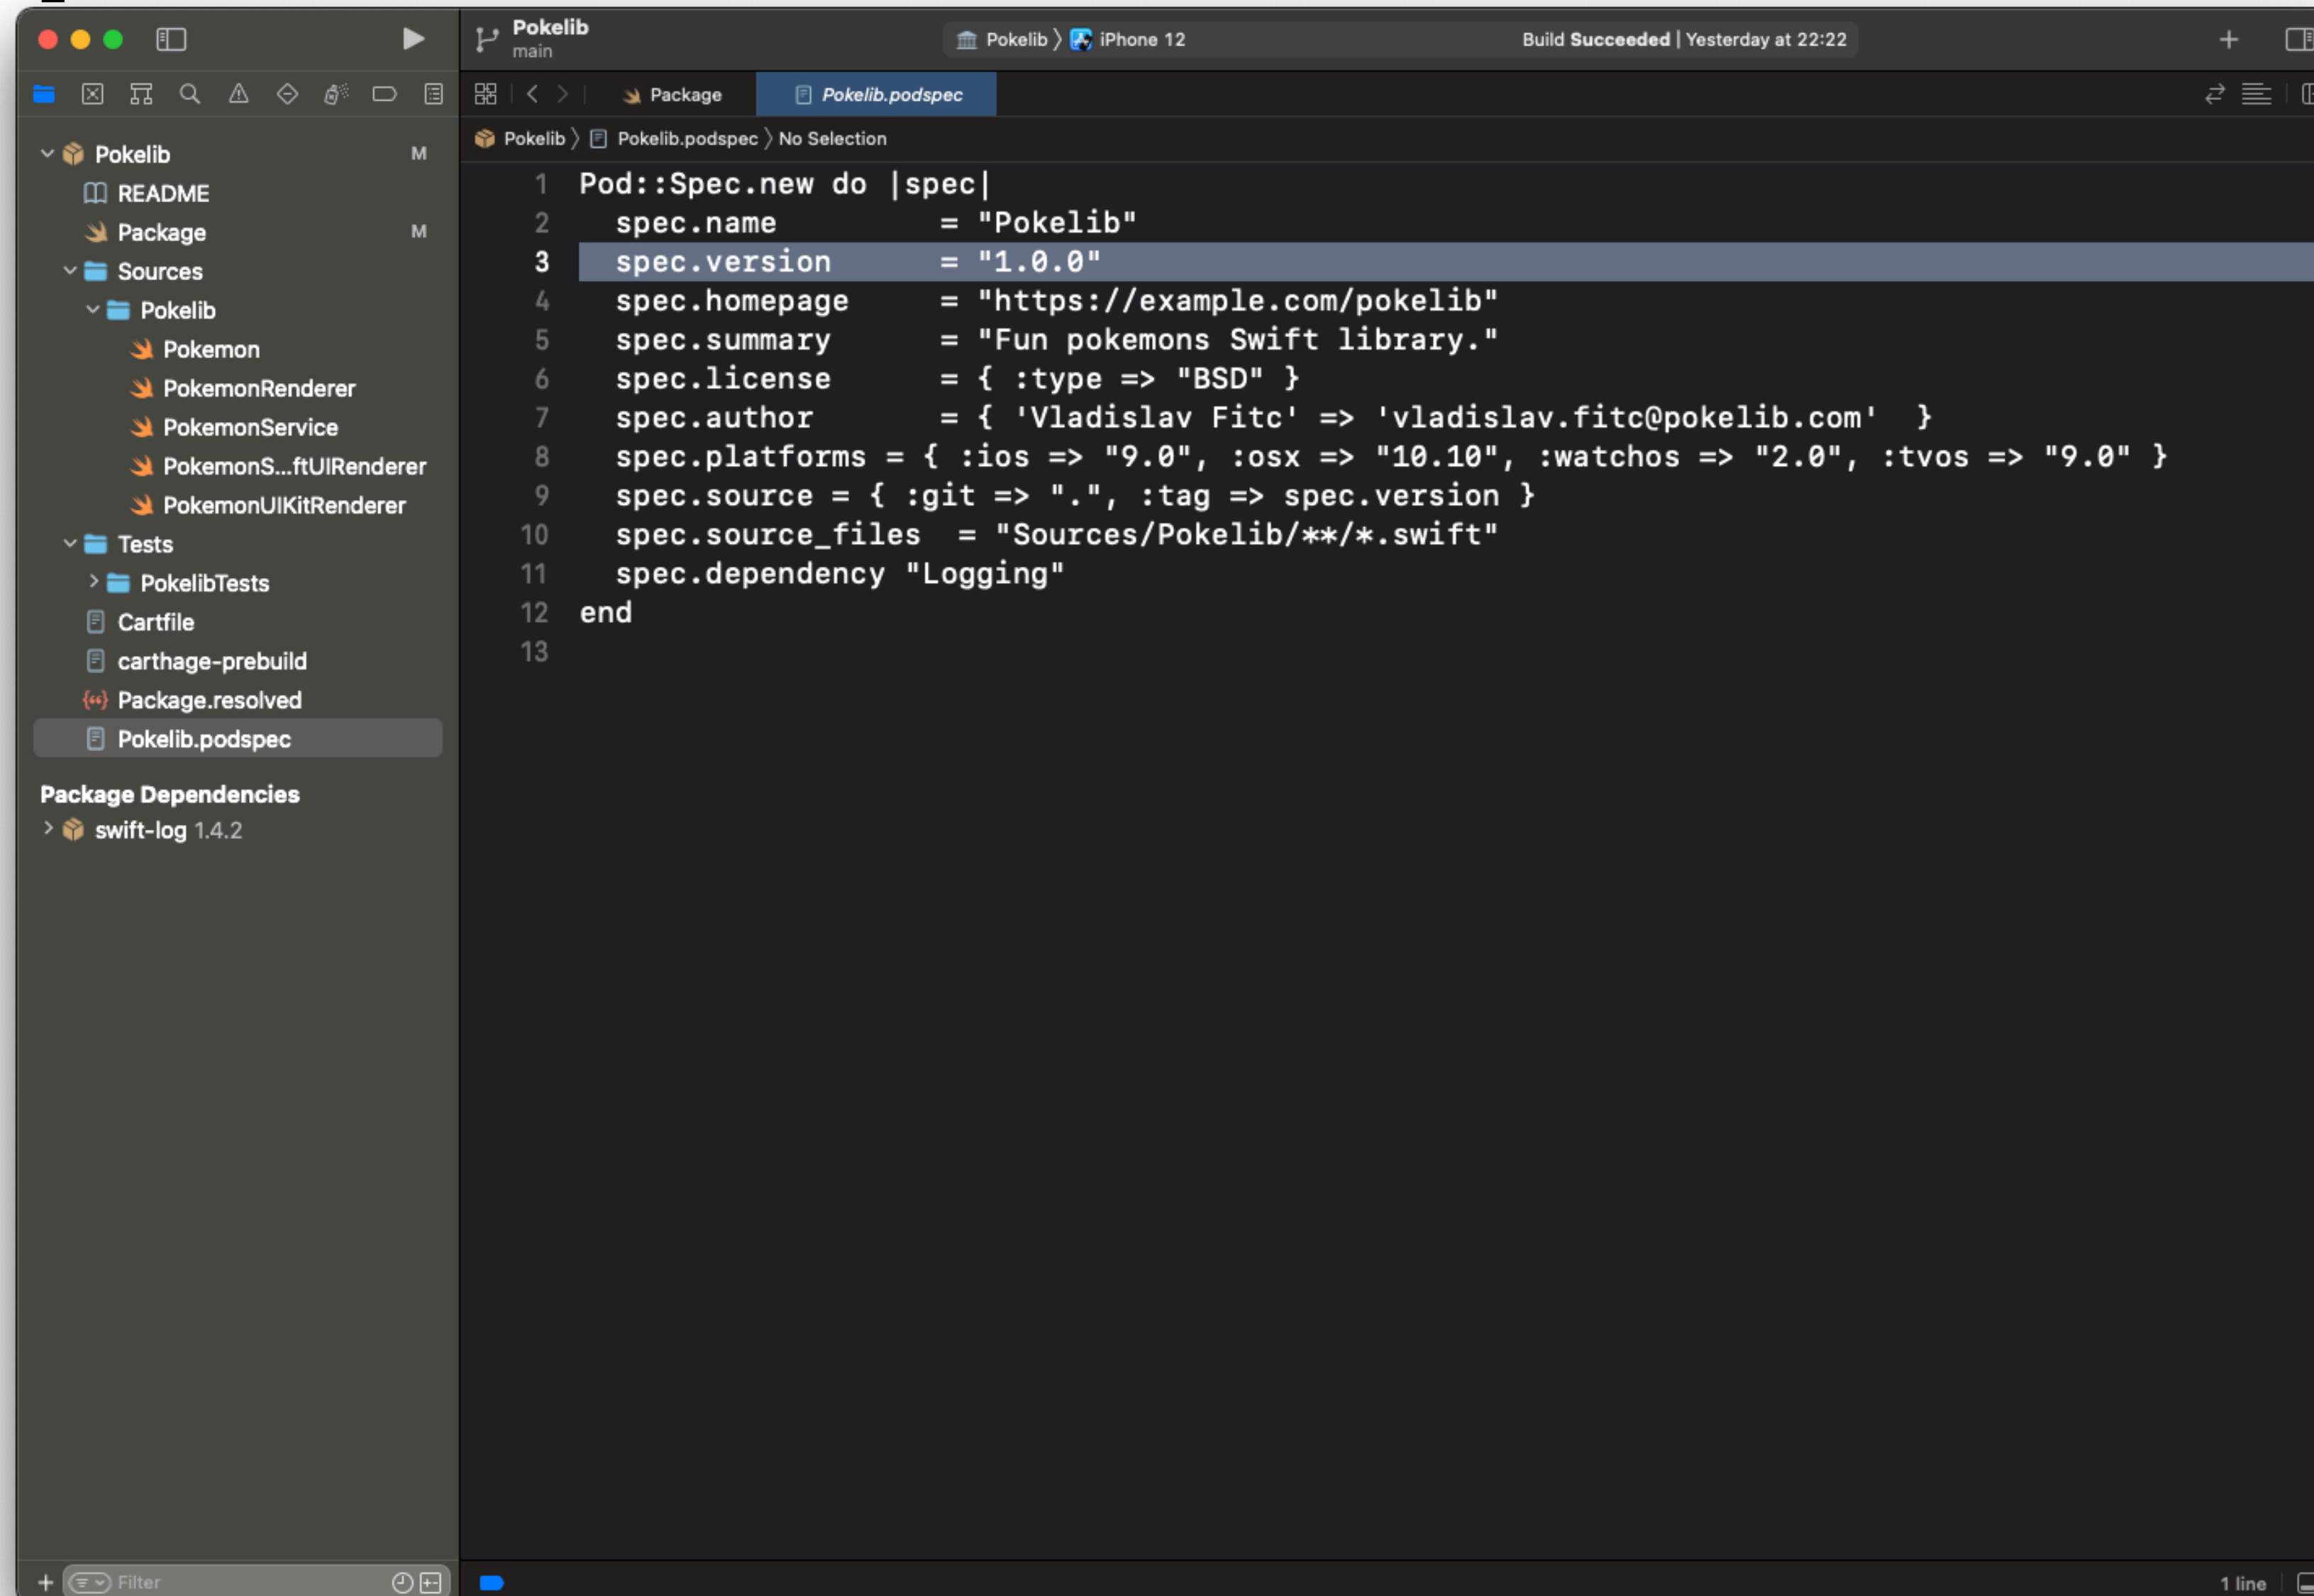 Pokelib
main
Pokelib 〉 iPhone 12
Build Succeeded | Yesterday at 22:22
Package
Pokelib.podspec
Pokelib 〉 Pokelib.podspec 〉 No Selection
Pokelib M
README
Package M
Sources
Pokelib
Pokemon
PokemonRenderer
PokemonService
PokemonS...ftUIRenderer
PokemonUIKitRenderer
Tests
PokelibTests
Cartfile
carthage-prebuild
Package.resolved
Pokelib.podspec
Package Dependencies
swift-log 1.4.2
Filter
1 Pod::Spec.new do |spec|
2   spec.name         = "Pokelib"
3   spec.version      = "1.0.0"
4   spec.homepage     = "https://example.com/pokelib"
5   spec.summary      = "Fun pokemons Swift library."
6   spec.license      = { :type => "BSD" }
7   spec.author       = { 'Vladislav Fitc' => 'vladislav.fitc@pokelib.com'  }
8   spec.platforms = { :ios => "9.0", :osx => "10.10", :watchos => "2.0", :tvos => "9.0" }
9   spec.source = { :git => ".", :tag => spec.version }
10   spec.source_files  = "Sources/Pokelib/**/*.swift"
11   spec.dependency "Logging"
12 end
13
1 line